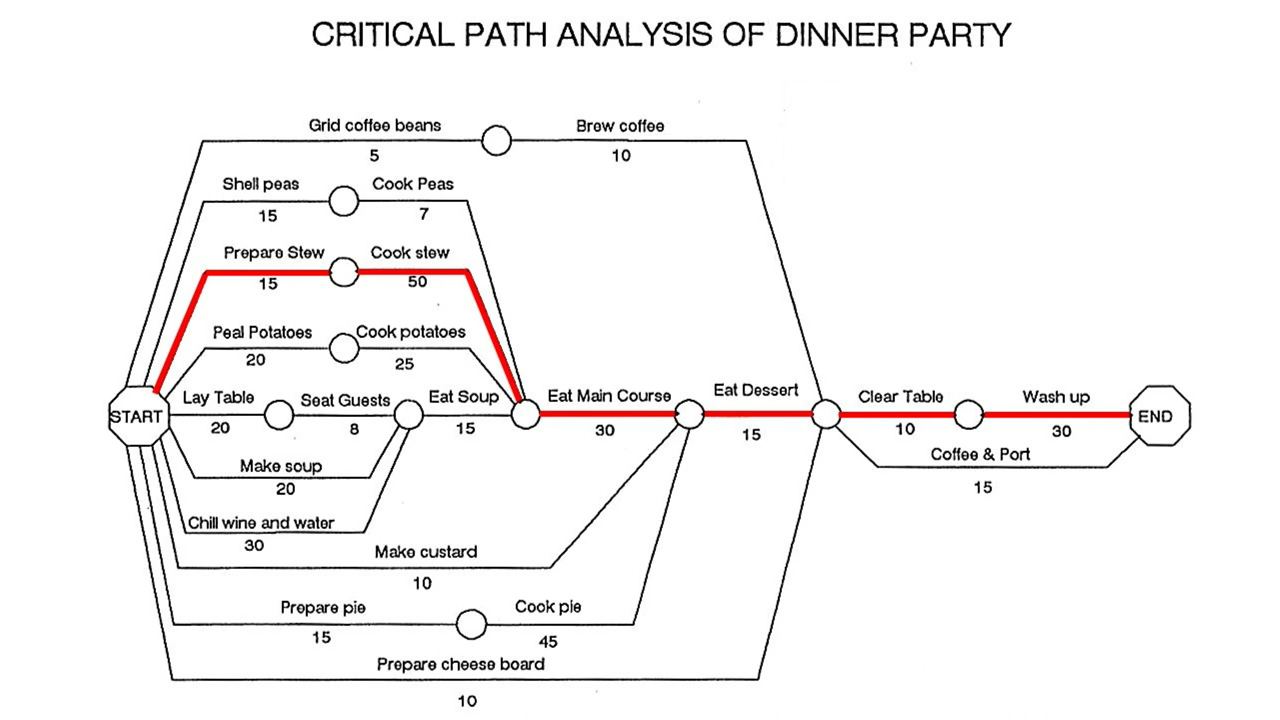 CRITICAL PATH ANALYSIS OF DINNER PARTY
Grid coffee beans
5
Brew coffee
10
Shell peas
15
Cook Peas
7
Prepare Stew
15
Cook stew
50
Peal Potatoes
20
Cook potatoes
25
START
Lay Table
20
Seat Guests
8
Eat Soup
15
Eat Main Course
30
Eat Dessert
15
Clear Table
10
Wash up
30
END
Coffee & Port
15
Make soup
20
Chill wine and water
30
Make custard
10
Prepare pie
15
Cook pie
45
Prepare cheese board
10